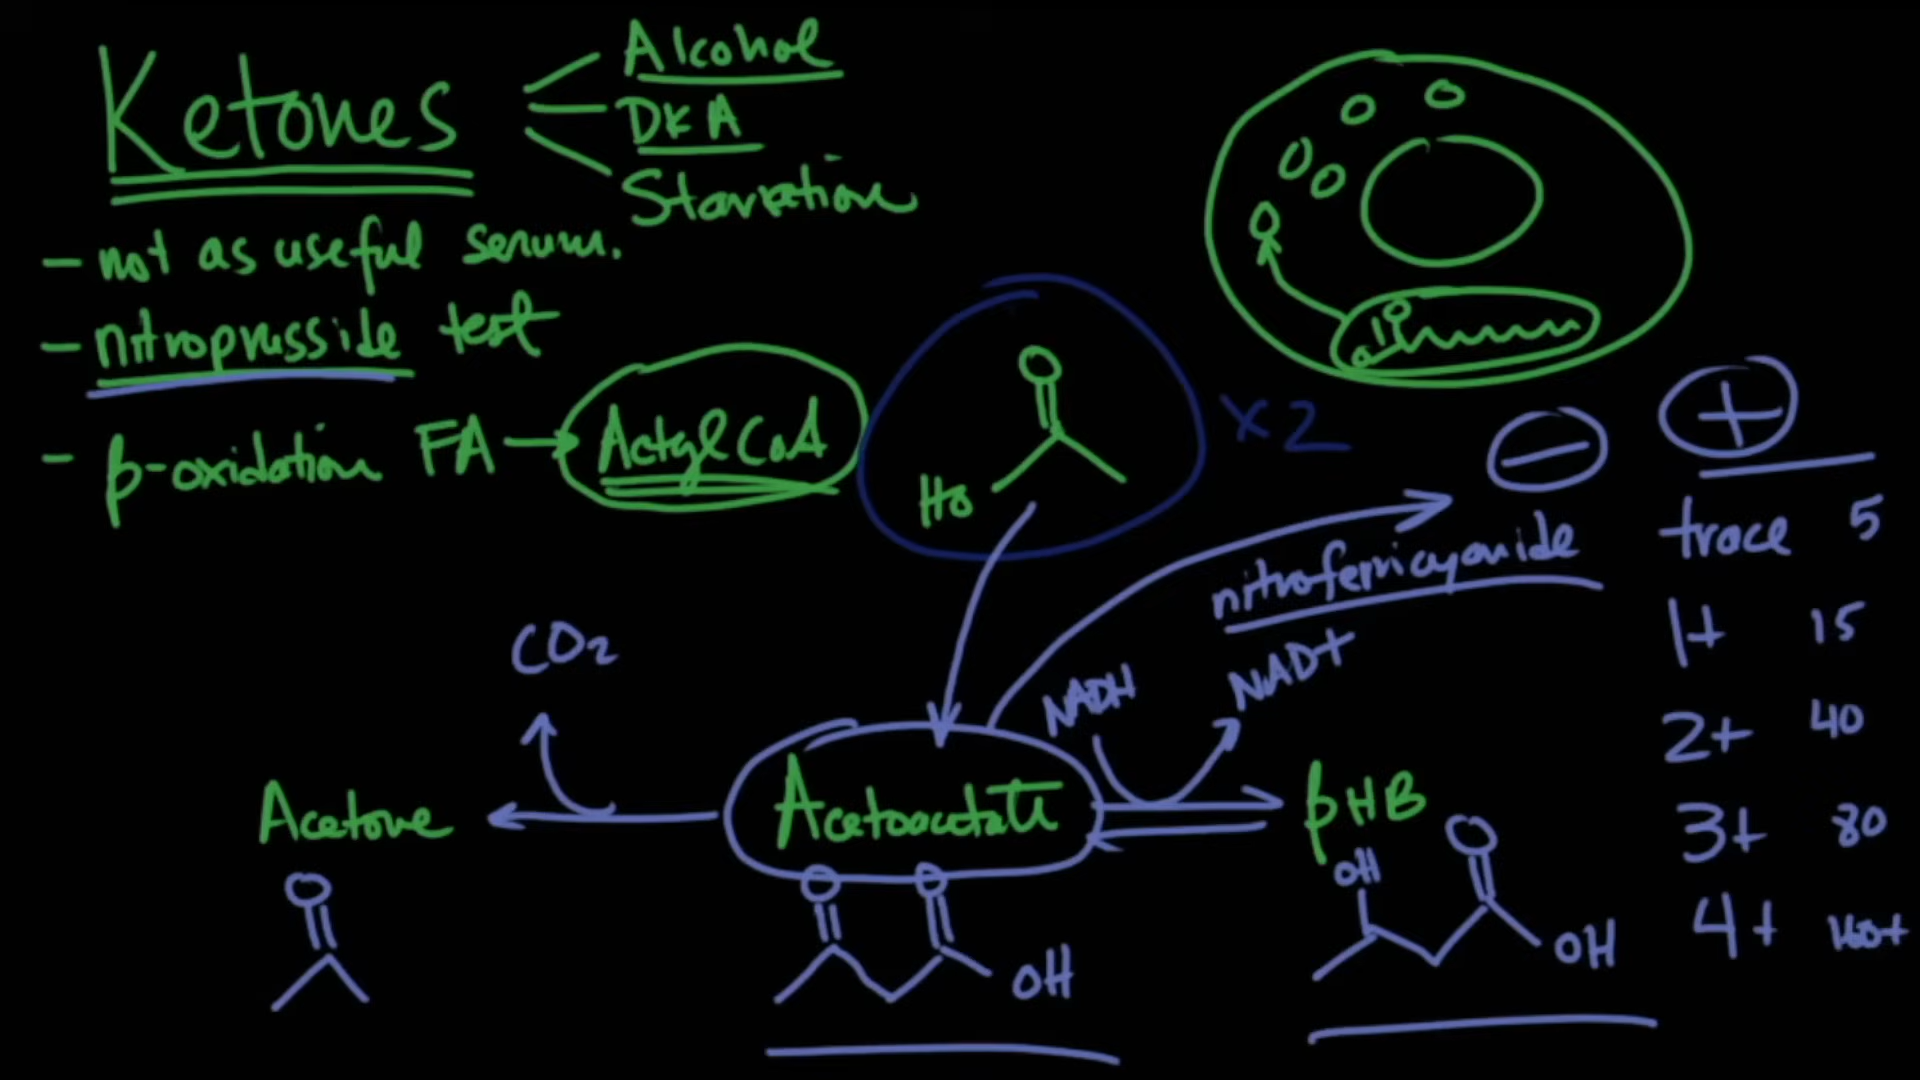 Ketones
Alcohol
DKA
Starvation
- not as useful serum.
- nitroprusside test
- β-oxidation FA → Actyl CoA
O
HO
x2
− +
nitroferricyanide
trace 5
1+ 15
2+ 40
3+ 80
4+ 160+
CO2
NADH
NAD+
Acetone
Acetoacetate
βHB
O
O O
OH
OH
O
OH